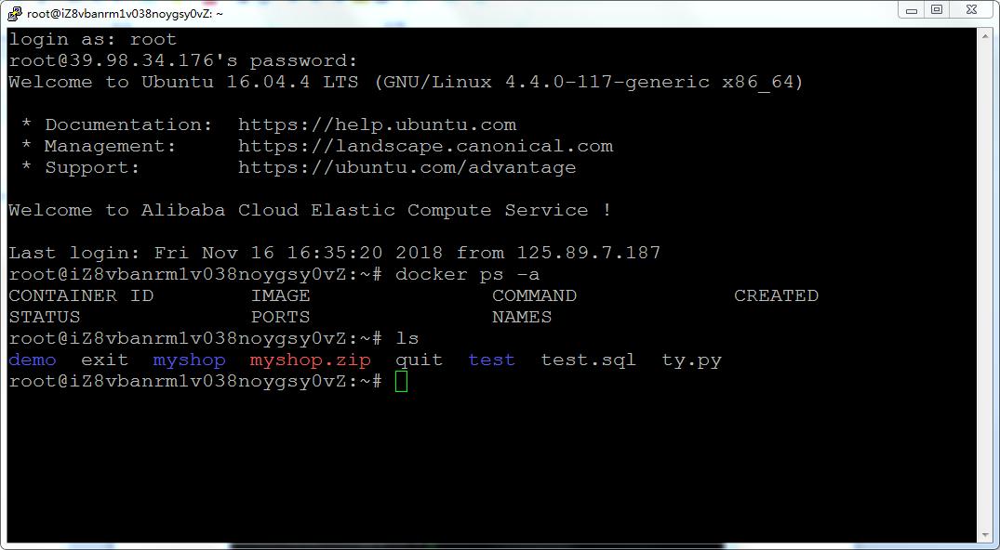 root@iZ8vbanrm1v038noygsy0vZ: ~
login as: root
root@39.98.34.176's password:
Welcome to Ubuntu 16.04.4 LTS (GNU/Linux 4.4.0-117-generic x86_64)
* Documentation:  https://help.ubuntu.com
* Management:     https://landscape.canonical.com
* Support:        https://ubuntu.com/advantage
Welcome to Alibaba Cloud Elastic Compute Service !
Last login: Fri Nov 16 16:35:20 2018 from 125.89.7.187
root@iZ8vbanrm1v038noygsy0vZ:~# docker ps -a
CONTAINER ID        IMAGE               COMMAND             CREATED
STATUS              PORTS               NAMES
root@iZ8vbanrm1v038noygsy0vZ:~# ls
demo  exit  myshop  myshop.zip  quit  test  test.sql  ty.py
root@iZ8vbanrm1v038noygsy0vZ:~#